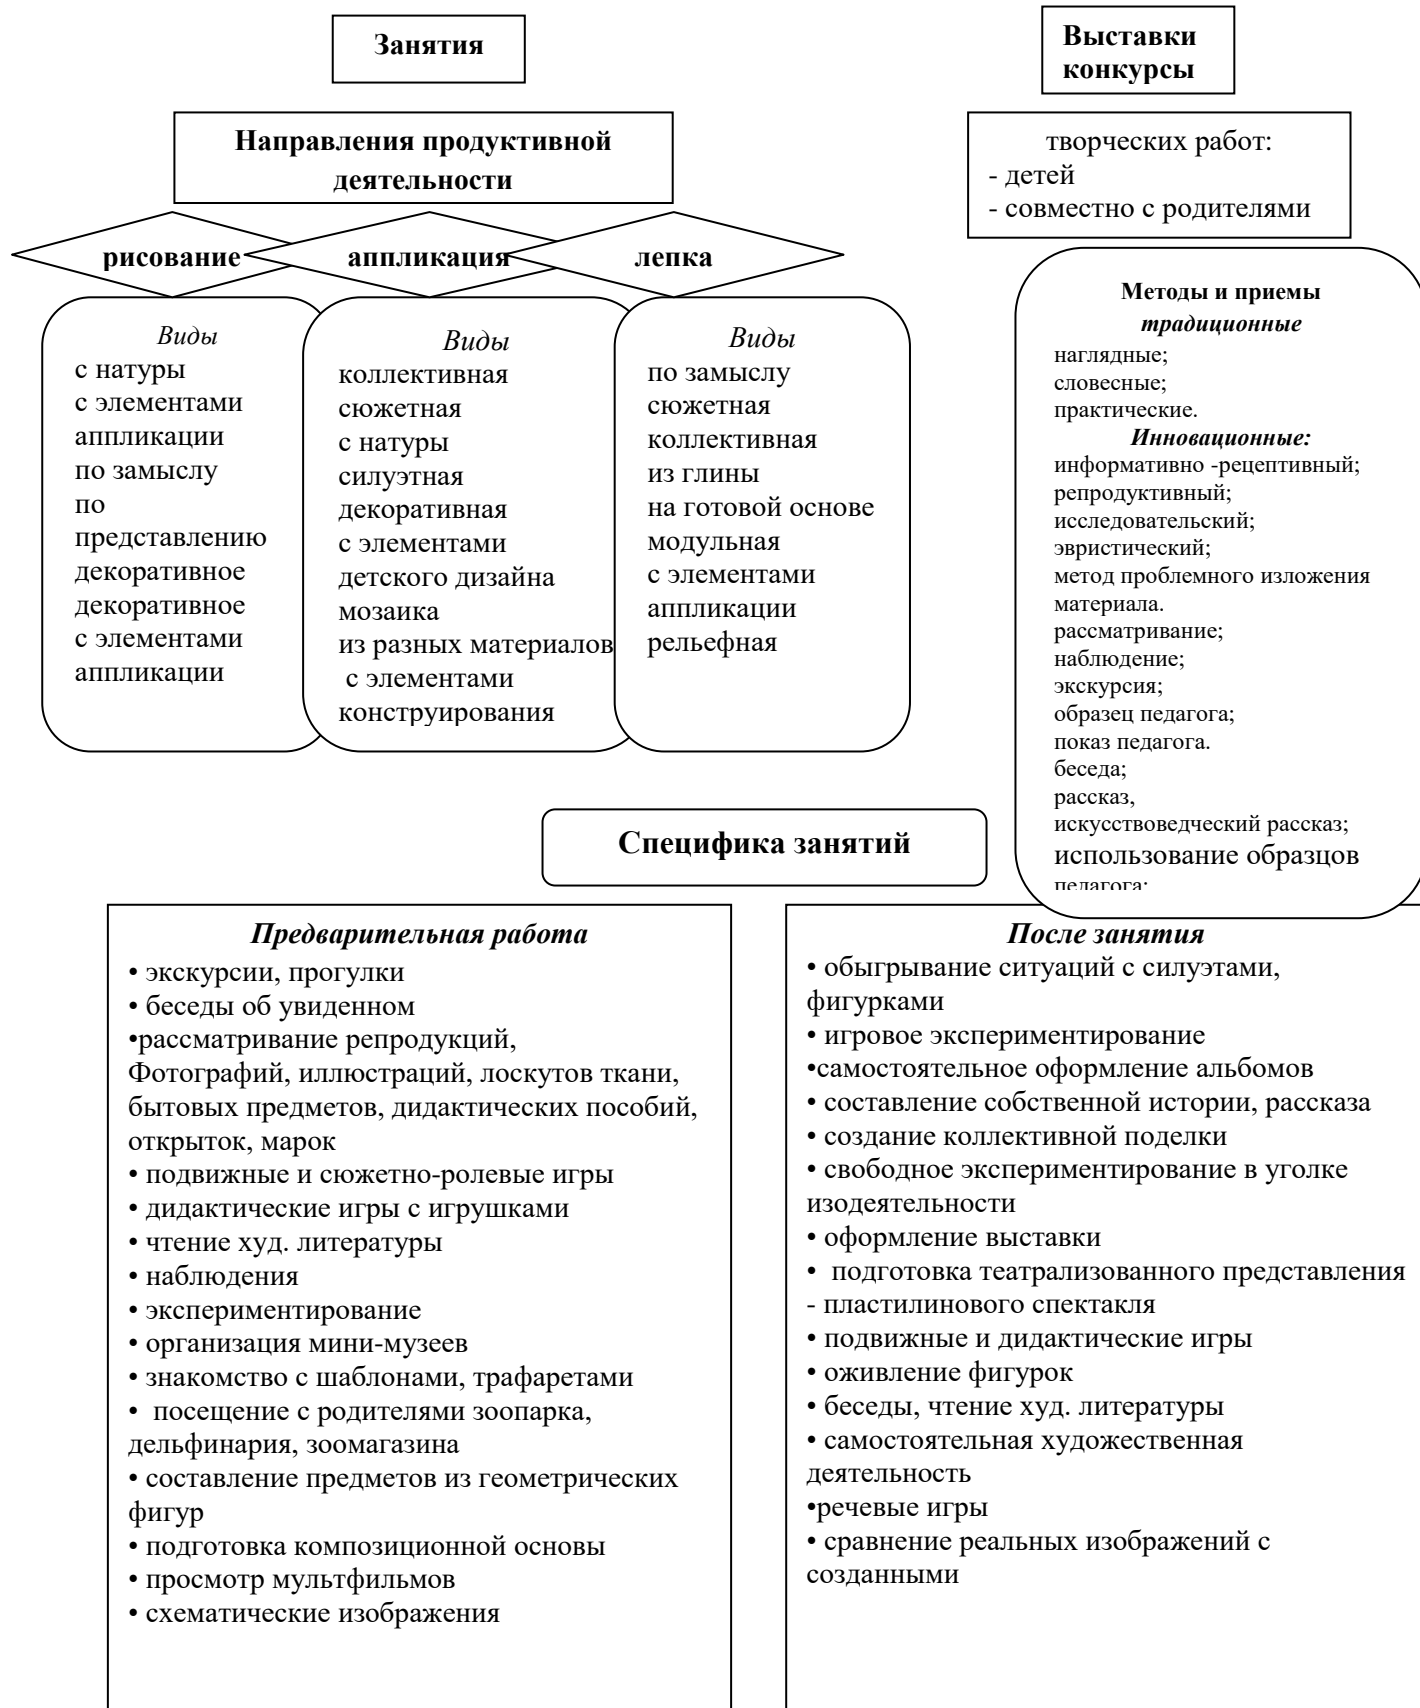 Занятия
Выставки
конкурсы
Направления продуктивной
деятельности
творческих работ:
- детей
- совместно с родителями
рисование
аппликация
лепка
Виды
с натуры
с элементами
аппликации
по замыслу
по
представлению
декоративное
декоративное
с элементами
аппликации
Виды
коллективная
сюжетная
с натуры
силуэтная
декоративная
с элементами
детского дизайна
мозаика
из разных материалов
с элементами
конструирования
Виды
по замыслу
сюжетная
коллективная
из глины
на готовой основе
модульная
с элементами
аппликации
рельефная
Методы и приемы
традиционные
наглядные;
словесные;
практические.
Инновационные:
информативно -рецептивный;
репродуктивный;
исследовательский;
эвристический;
метод проблемного изложения
материала.
рассматривание;
наблюдение;
экскурсия;
образец педагога;
показ педагога.
беседа;
рассказ,
искусствоведческий рассказ;
использование образцов
педагога;
Специфика занятий
Предварительная работа
• экскурсии, прогулки
• беседы об увиденном
•рассматривание репродукций,
Фотографий, иллюстраций, лоскутов ткани,
бытовых предметов, дидактических пособий,
открыток, марок
• подвижные и сюжетно-ролевые игры
• дидактические игры с игрушками
• чтение худ. литературы
• наблюдения
• экспериментирование
• организация мини-музеев
• знакомство с шаблонами, трафаретами
• посещение с родителями зоопарка,
дельфинария, зоомагазина
• составление предметов из геометрических
фигур
• подготовка композиционной основы
• просмотр мультфильмов
• схематические изображения
После занятия
• обыгрывание ситуаций с силуэтами,
фигурками
• игровое экспериментирование
•самостоятельное оформление альбомов
• составление собственной истории, рассказа
• создание коллективной поделки
• свободное экспериментирование в уголке
изодеятельности
• оформление выставки
• подготовка театрализованного представления
- пластилинового спектакля
• подвижные и дидактические игры
• оживление фигурок
• беседы, чтение худ. литературы
• самостоятельная художественная
деятельность
•речевые игры
• сравнение реальных изображений с
созданными